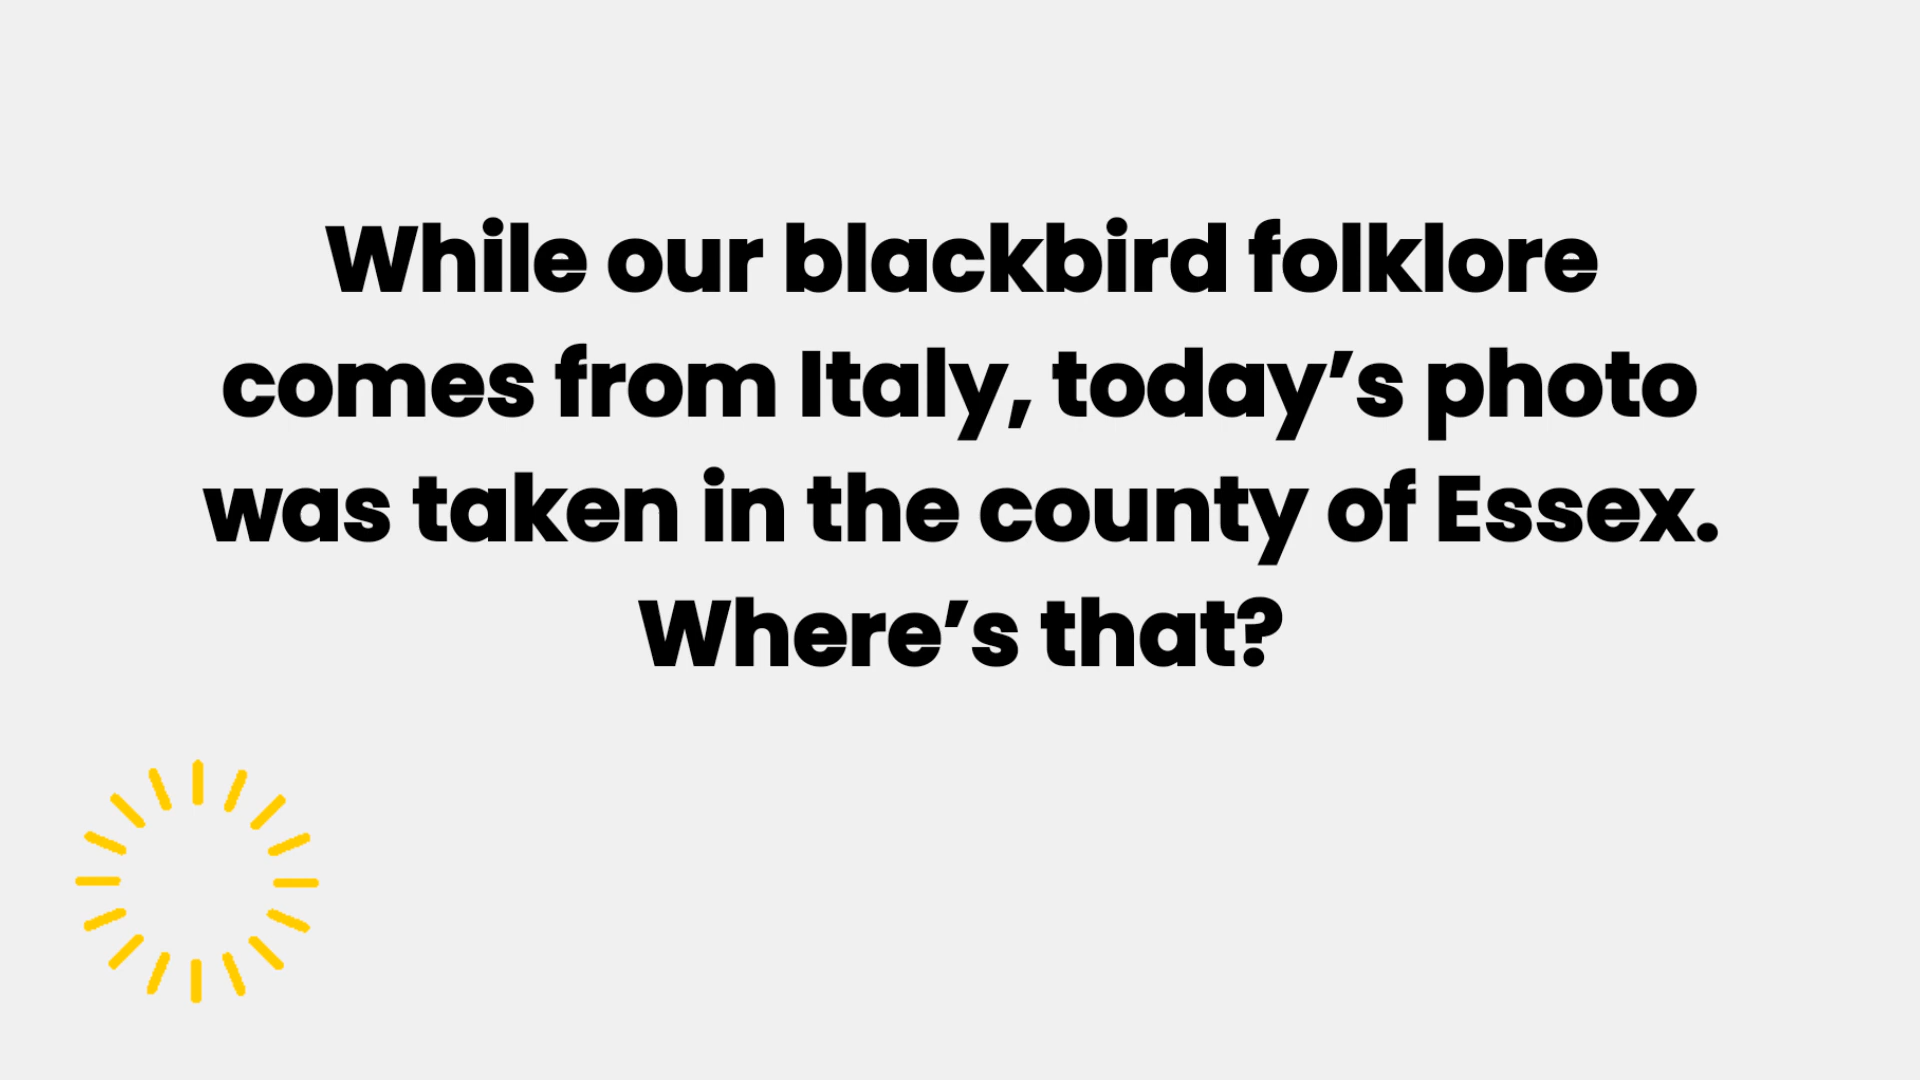 While our blackbird folklore
comes from Italy, today’s photo
was taken in the county of Essex.
Where’s that?